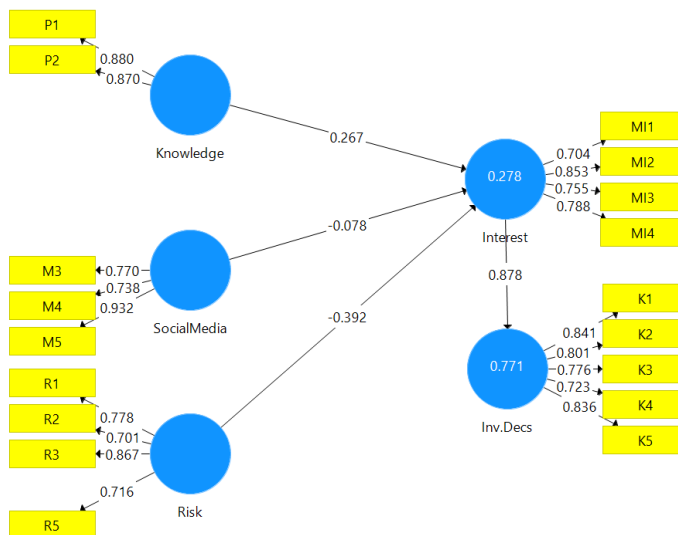 P1
0.880
P2
0.870
Knowledge
0.267
MI1
0.704
MI2
0.853
0.278
0.755
MI3
0.788
MI4
Interest
-0.078
M3
0.770
M4
0.738
0.932
M5
SocialMedia
0.878
K1
0.841
K2
0.801
0.771
0.776
K3
0.723
K4
0.836
K5
Inv.Decs
-0.392
R1
0.778
R2
0.701
R3
0.867
0.716
R5
Risk